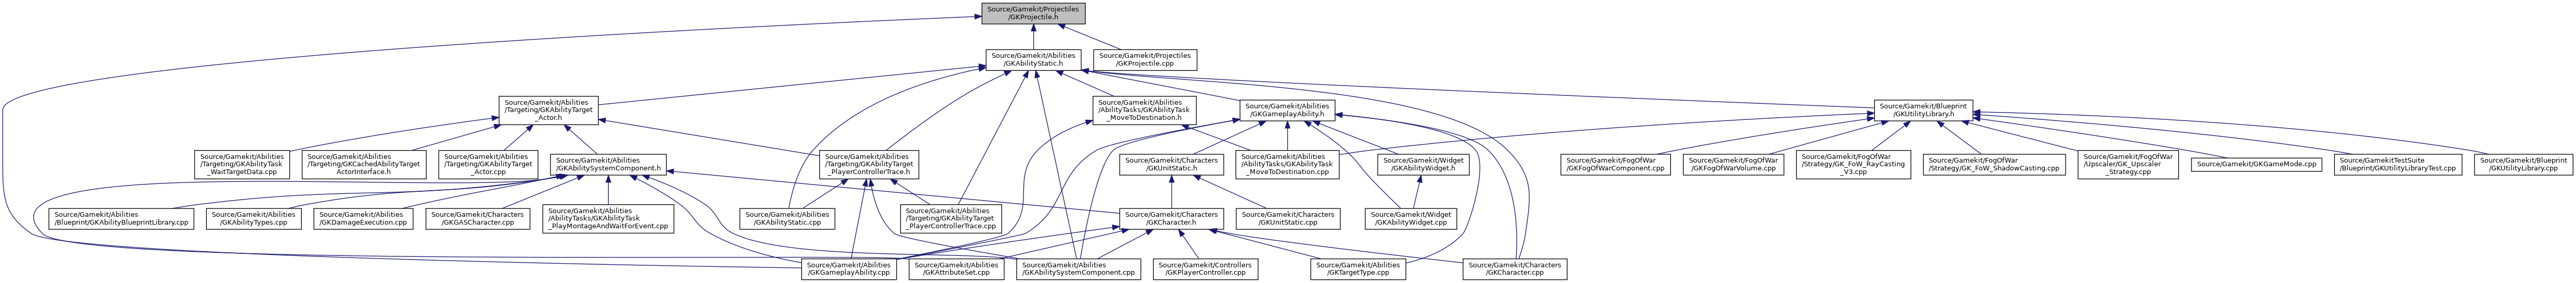 Source/Gamekit/Projectiles
/GKProjectile.h
Source/Gamekit/Abilities
/GKAbilityStatic.h
Source/Gamekit/Projectiles
/GKProjectile.cpp
Source/Gamekit/Abilities
/Targeting/GKAbilityTarget
_Actor.h
Source/Gamekit/Abilities
/AbilityTasks/GKAbilityTask
_MoveToDestination.h
Source/Gamekit/Abilities
/GKGameplayAbility.h
Source/Gamekit/Blueprint
/GKUtilityLibrary.h
Source/Gamekit/Abilities
/Targeting/GKAbilityTask
_WaitTargetData.cpp
Source/Gamekit/Abilities
/Targeting/GKCachedAbilityTarget
ActorInterface.h
Source/Gamekit/Abilities
/Targeting/GKAbilityTarget
_Actor.cpp
Source/Gamekit/Abilities
/GKAbilitySystemComponent.h
Source/Gamekit/Abilities
/Targeting/GKAbilityTarget
_PlayerControllerTrace.h
Source/Gamekit/Characters
/GKUnitStatic.h
Source/Gamekit/Abilities
/AbilityTasks/GKAbilityTask
_MoveToDestination.cpp
Source/Gamekit/Widget
/GKAbilityWidget.h
Source/Gamekit/FogOfWar
/GKFogOfWarComponent.cpp
Source/Gamekit/FogOfWar
/GKFogOfWarVolume.cpp
Source/Gamekit/FogOfWar
/Strategy/GK_FoW_RayCasting
_V3.cpp
Source/Gamekit/FogOfWar
/Strategy/GK_FoW_ShadowCasting.cpp
Source/Gamekit/FogOfWar
/Upscaler/GK_Upscaler
_Strategy.cpp
Source/Gamekit/GKGameMode.cpp
Source/GamekitTestSuite
/Blueprint/GKUtilityLibraryTest.cpp
Source/Gamekit/Blueprint
/GKUtilityLibrary.cpp
Source/Gamekit/Abilities
/Blueprint/GKAbilityBlueprintLibrary.cpp
Source/Gamekit/Abilities
/GKAbilityTypes.cpp
Source/Gamekit/Abilities
/GKDamageExecution.cpp
Source/Gamekit/Characters
/GKGASCharacter.cpp
Source/Gamekit/Abilities
/AbilityTasks/GKAbilityTask
_PlayMontageAndWaitForEvent.cpp
Source/Gamekit/Abilities
/GKAbilityStatic.cpp
Source/Gamekit/Abilities
/Targeting/GKAbilityTarget
_PlayerControllerTrace.cpp
Source/Gamekit/Characters
/GKCharacter.h
Source/Gamekit/Characters
/GKUnitStatic.cpp
Source/Gamekit/Widget
/GKAbilityWidget.cpp
Source/Gamekit/Abilities
/GKGameplayAbility.cpp
Source/Gamekit/Abilities
/GKAttributeSet.cpp
Source/Gamekit/Abilities
/GKAbilitySystemComponent.cpp
Source/Gamekit/Controllers
/GKPlayerController.cpp
Source/Gamekit/Abilities
/GKTargetType.cpp
Source/Gamekit/Characters
/GKCharacter.cpp